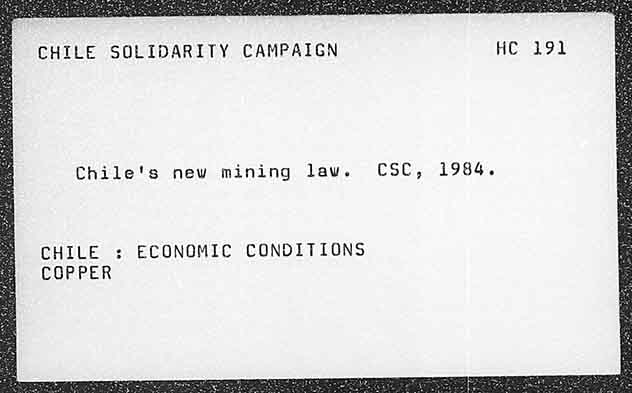 CHILE SOLIDARITY CAMPAIGN HC 191
Chile's new mining law. CSC, 1984.
CHILE : ECONOMIC CONDITIONS
COPPER